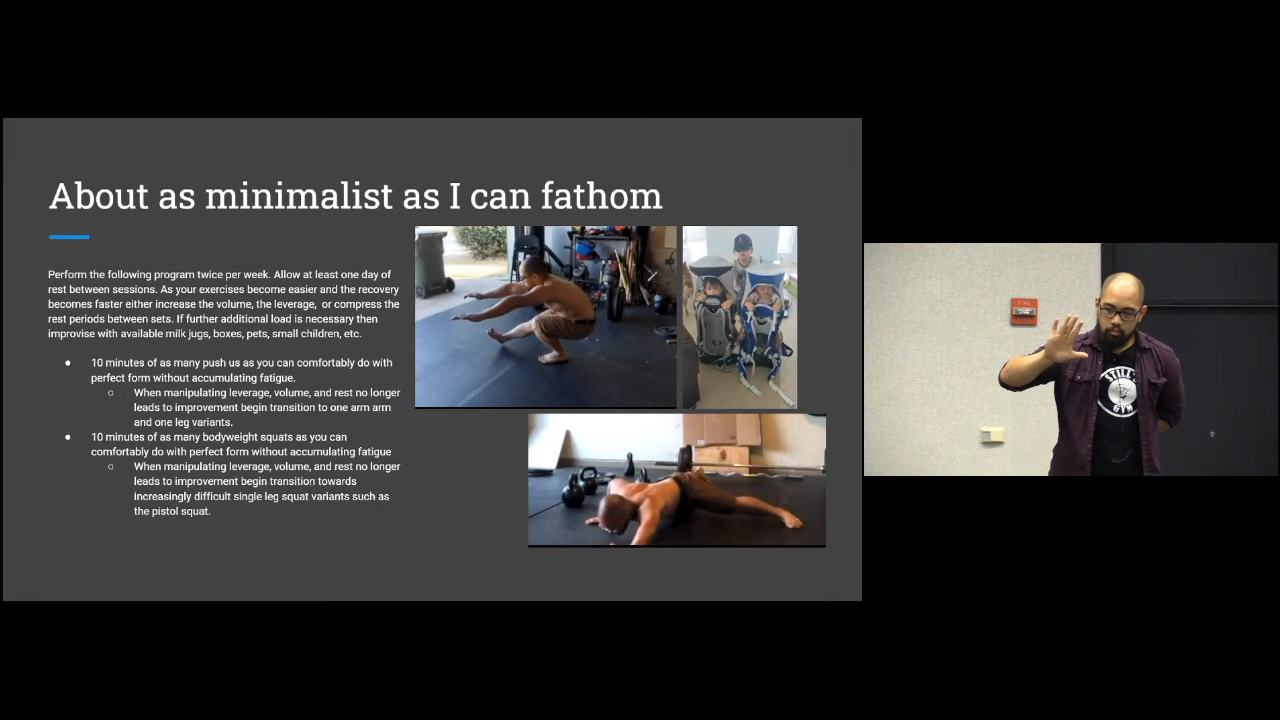 About as minimalist as I can fathom
Perform the following program twice per week. Allow at least one day of
rest between sessions. As your exercises become easier and the recovery
becomes faster either increase the volume, the leverage, or compress the
rest periods between sets. If further additional load is necessary then
improvise with available milk jugs, boxes, pets, small children, etc.
● 10 minutes of as many push us as you can comfortably do with
perfect form without accumulating fatigue.
○ When manipulating leverage, volume, and rest no longer
leads to improvement begin transition to one arm arm
and one leg variants.
● 10 minutes of as many bodyweight squats as you can
comfortably do with perfect form without accumulating fatigue
○ When manipulating leverage, volume, and rest no longer
leads to improvement begin transition towards
increasingly difficult single leg squat variants such as
the pistol squat.
FIRE
GYM